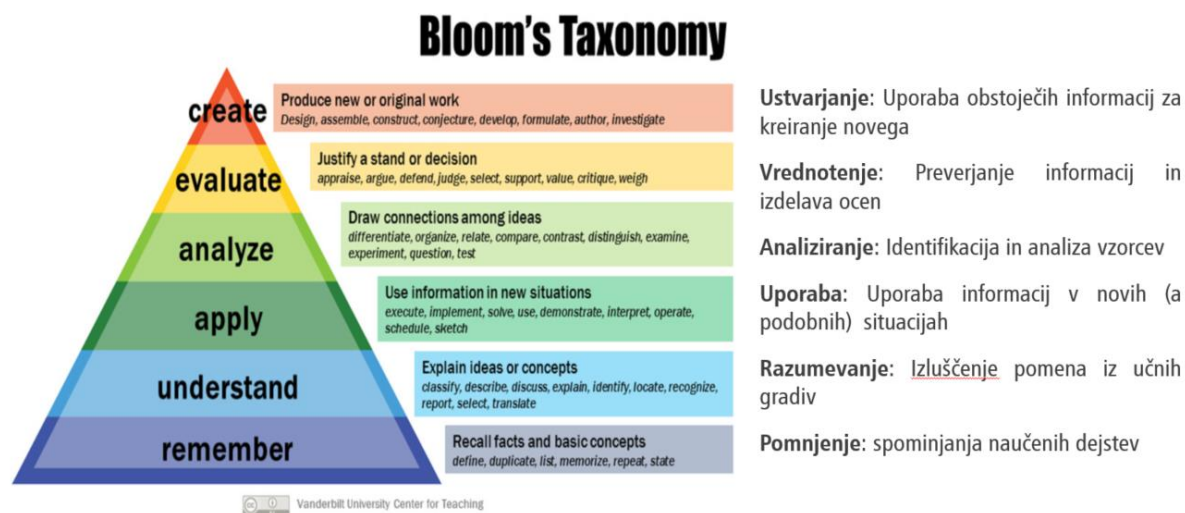 Bloom's Taxonomy
create
Produce new or original work
Design, assemble, construct, conjecture, develop, formulate, author, investigate
evaluate
Justify a stand or decision
appraise, argue, defend, judge, select, support, value, critique, weigh
analyze
Draw connections among ideas
differentiate, organize, relate, compare, contrast, distinguish, examine,
experiment, question, test
apply
Use information in new situations
execute, implement, solve, use, demonstrate, interpret, operate,
schedule, sketch
understand
Explain ideas or concepts
classify, describe, discuss, explain, identify, locate, recognize,
report, select, translate
remember
Recall facts and basic concepts
define, duplicate, list, memorize, repeat, state
cc
Vanderbilt University Center for Teaching
Ustvarjanje: Uporaba obstoječih informacij za
kreiranje novega
Vrednotenje: Preverjanje informacij in
izdelava ocen
Analiziranje: Identifikacija in analiza vzorcev
Uporaba: Uporaba informacij v novih (a
podobnih) situacijah
Razumevanje: Izluščenje pomena iz učnih
gradiv
Pomnjenje: spominjanja naučenih dejstev